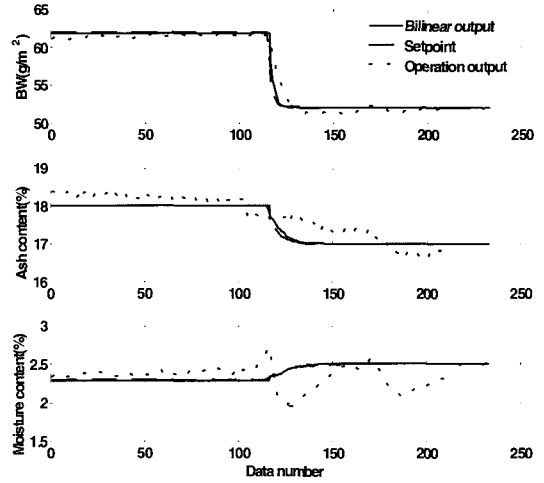 65
60
55
50
BW(g/m²)
Bilinear output
Setpoint
Operation output
0 50 100 150 200 250
19
18
17
16
Ash content(%)
0 50 100 150 200 250
3
2.5
2
1.5
Moisture content(%)
0 50 100 150 200 250
Data number